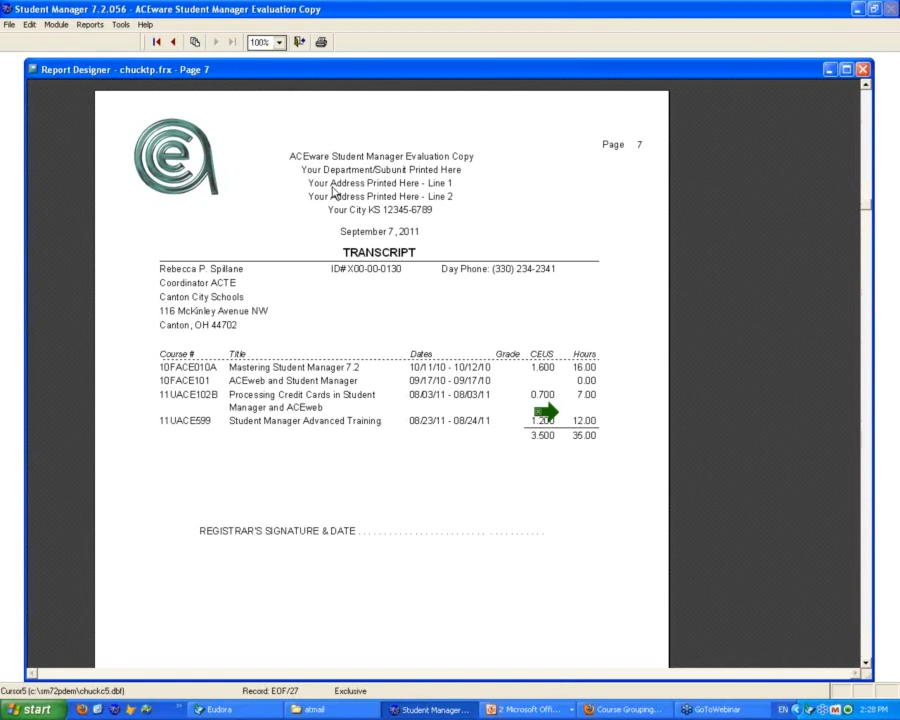 Student Manager 7.2.056 - ACEware Student Manager Evaluation Copy
File Edit Module Reports Tools Help
100%
Report Designer - chucktp.frx - Page 7
Page 7
ACEware Student Manager Evaluation Copy
Your Department/Subunit Printed Here
Your Address Printed Here - Line 1
Your Address Printed Here - Line 2
Your City KS 12345-6789
September 7, 2011
TRANSCRIPT
Rebecca P. Spillane ID# X00-00-0130 Day Phone: (330) 234-2341
Coordinator ACTE
Canton City Schools
116 McKinley Avenue NW
Canton, OH 44702
Course # Title Dates Grade CEUS Hours
10FACE010A Mastering Student Manager 7.2 10/11/10 - 10/12/10 1.600 16.00
10FACE101 ACEweb and Student Manager 09/17/10 - 09/17/10 0.00
11UACE102B Processing Credit Cards in Student 08/03/11 - 08/03/11 0.700 7.00
Manager and ACEweb
11UACE599 Student Manager Advanced Training 08/23/11 - 08/24/11 1.200 12.00
3.500 35.00
REGISTRAR'S SIGNATURE & DATE . . . . . . . . . . . . . . . . . . . . . . . . . . . . . . . . . .
Cursor5 (c:\sm72pdem\chuckc5.dbf) Record: EOF/27 Exclusive
start Eudora atmail Student Manager... 2 Microsoft Offi... Course Grouping... GoToWebinar EN 2:28 PM